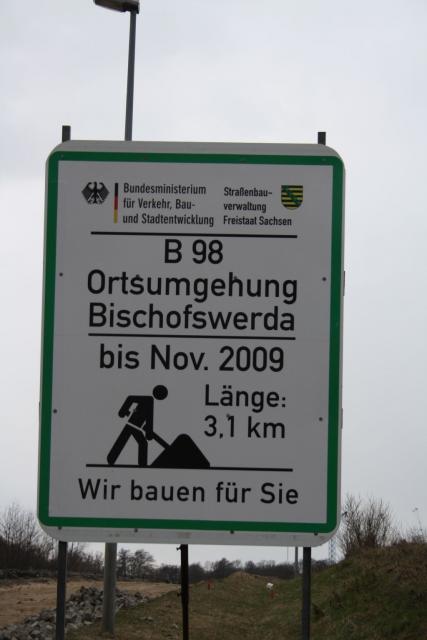 Bundesministerium
für Verkehr, Bau-
und Stadtentwicklung
Straßenbau-
verwaltung
Freistaat Sachsen
B 98
Ortsumgehung
Bischofswerda
bis Nov. 2009
Länge:
3,1 km
Wir bauen für Sie